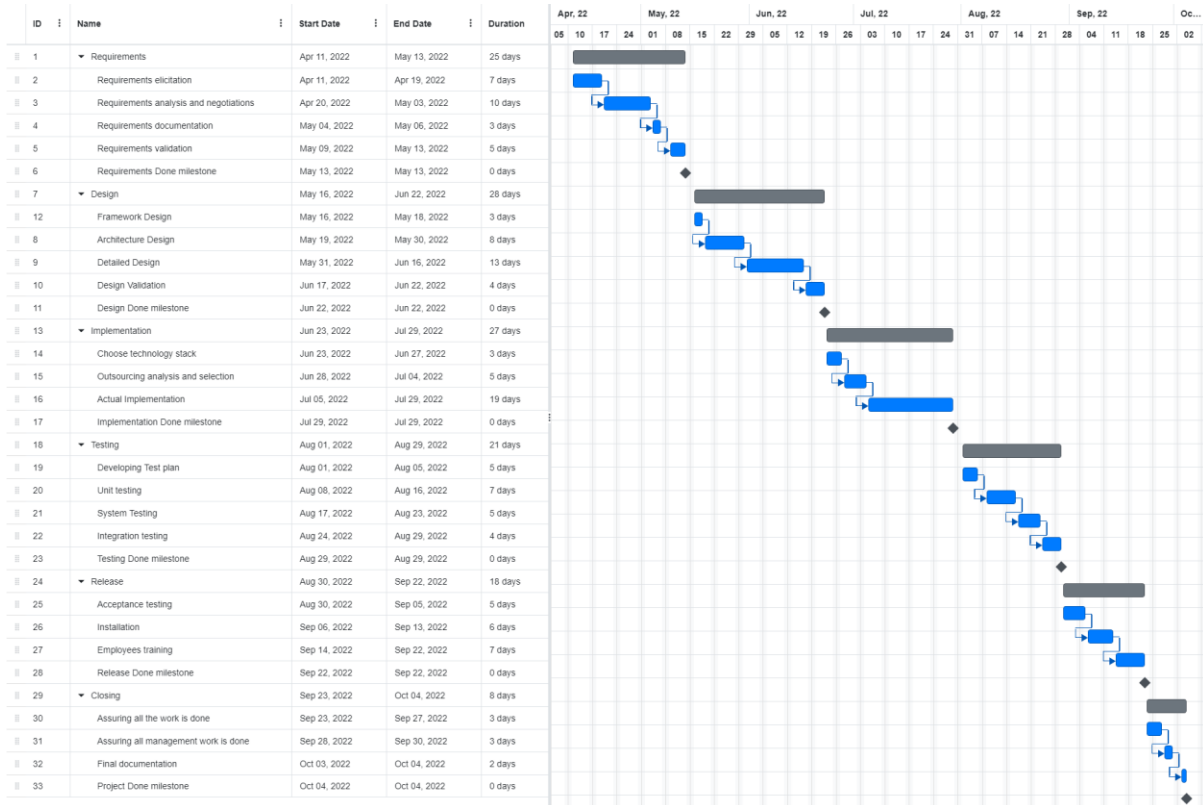 Apr, 22 May, 22 Jun, 22 Jul, 22 Aug, 22 Sep, 22 Oc...
ID Name Start Date End Date Duration
05 10 17 24 01 08 15 22 29 05 12 19 26 03 10 17 24 31 07 14 21 28 04 11 18 25 02
1 Requirements Apr 11, 2022 May 13, 2022 25 days
2 Requirements elicitation Apr 11, 2022 Apr 19, 2022 7 days
3 Requirements analysis and negotiations Apr 20, 2022 May 03, 2022 10 days
4 Requirements documentation May 04, 2022 May 06, 2022 3 days
5 Requirements validation May 09, 2022 May 13, 2022 5 days
6 Requirements Done milestone May 13, 2022 May 13, 2022 0 days
7 Design May 16, 2022 Jun 22, 2022 28 days
12 Framework Design May 16, 2022 May 18, 2022 3 days
8 Architecture Design May 19, 2022 May 30, 2022 8 days
9 Detailed Design May 31, 2022 Jun 16, 2022 13 days
10 Design Validation Jun 17, 2022 Jun 22, 2022 4 days
11 Design Done milestone Jun 22, 2022 Jun 22, 2022 0 days
13 Implementation Jun 23, 2022 Jul 29, 2022 27 days
14 Choose technology stack Jun 23, 2022 Jun 27, 2022 3 days
15 Outsourcing analysis and selection Jun 28, 2022 Jul 04, 2022 5 days
16 Actual Implementation Jul 05, 2022 Jul 29, 2022 19 days
17 Implementation Done milestone Jul 29, 2022 Jul 29, 2022 0 days
18 Testing Aug 01, 2022 Aug 29, 2022 21 days
19 Developing Test plan Aug 01, 2022 Aug 05, 2022 5 days
20 Unit testing Aug 08, 2022 Aug 16, 2022 7 days
21 System Testing Aug 17, 2022 Aug 23, 2022 5 days
22 Integration testing Aug 24, 2022 Aug 29, 2022 4 days
23 Testing Done milestone Aug 29, 2022 Aug 29, 2022 0 days
24 Release Aug 30, 2022 Sep 22, 2022 18 days
25 Acceptance testing Aug 30, 2022 Sep 05, 2022 5 days
26 Installation Sep 06, 2022 Sep 13, 2022 6 days
27 Employees training Sep 14, 2022 Sep 22, 2022 7 days
28 Release Done milestone Sep 22, 2022 Sep 22, 2022 0 days
29 Closing Sep 23, 2022 Oct 04, 2022 8 days
30 Assuring all the work is done Sep 23, 2022 Sep 27, 2022 3 days
31 Assuring all management work is done Sep 28, 2022 Sep 30, 2022 3 days
32 Final documentation Oct 03, 2022 Oct 04, 2022 2 days
33 Project Done milestone Oct 04, 2022 Oct 04, 2022 0 days